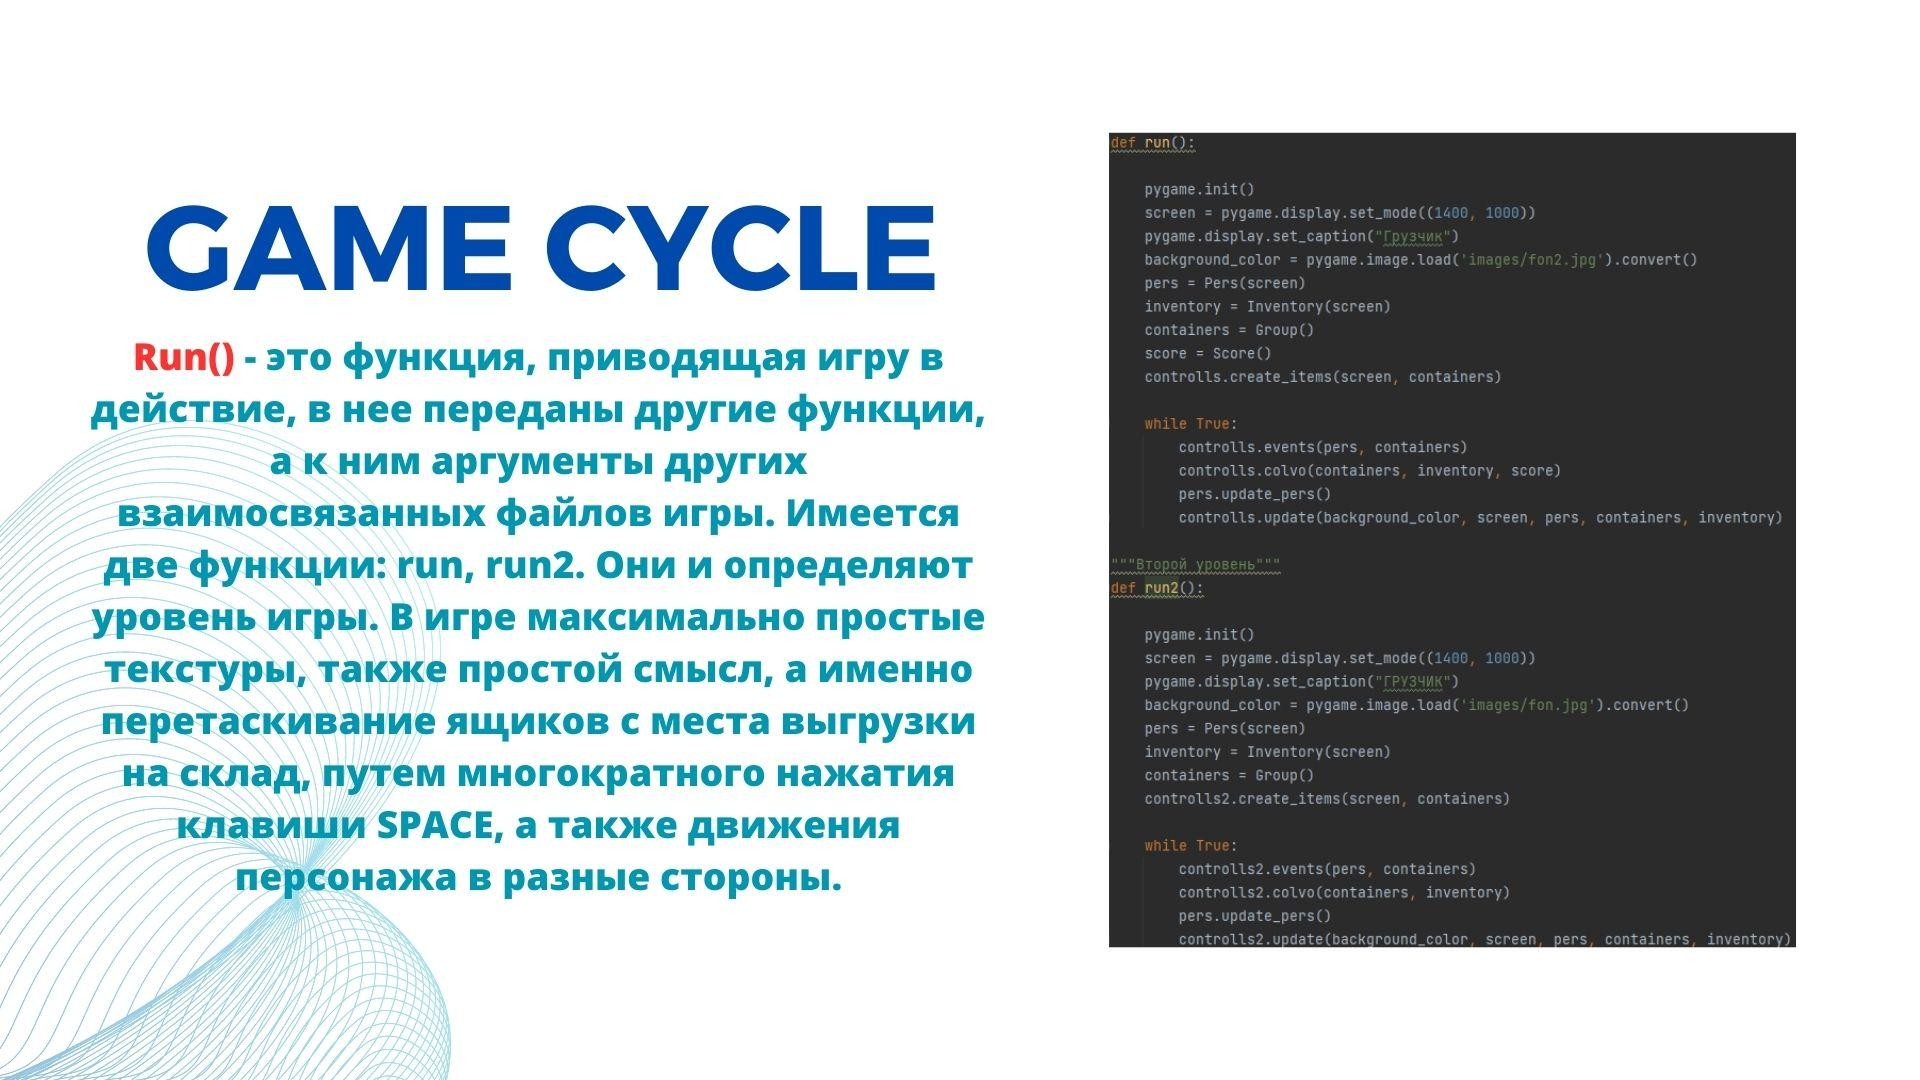 GAME CYCLE
Run() - это функция, приводящая игру в
действие, в нее переданы другие функции,
а к ним аргументы других
взаимосвязанных файлов игры. Имеется
две функции: run, run2. Они и определяют
уровень игры. В игре максимально простые
текстуры, также простой смысл, а именно
перетаскивание ящиков с места выгрузки
на склад, путем многократного нажатия
клавиши SPACE, а также движения
персонажа в разные стороны.
def run():
pygame.init()
screen = pygame.display.set_mode((1400, 1000))
pygame.display.set_caption("Грузчик")
background_color = pygame.image.load('images/fon2.jpg').convert()
pers = Pers(screen)
inventory = Inventory(screen)
containers = Group()
score = Score()
controlls.create_items(screen, containers)
while True:
controlls.events(pers, containers)
controlls.colvo(containers, inventory, score)
pers.update_pers()
controlls.update(background_color, screen, pers, containers, inventory)
"""Второй уровень"""
def run2():
pygame.init()
screen = pygame.display.set_mode((1400, 1000))
pygame.display.set_caption("ГРУЗЧИК")
background_color = pygame.image.load('images/fon.jpg').convert()
pers = Pers(screen)
inventory = Inventory(screen)
containers = Group()
controlls2.create_items(screen, containers)
while True:
controlls2.events(pers, containers)
controlls2.colvo(containers, inventory)
pers.update_pers()
controlls2.update(background_color, screen, pers, containers, inventory)